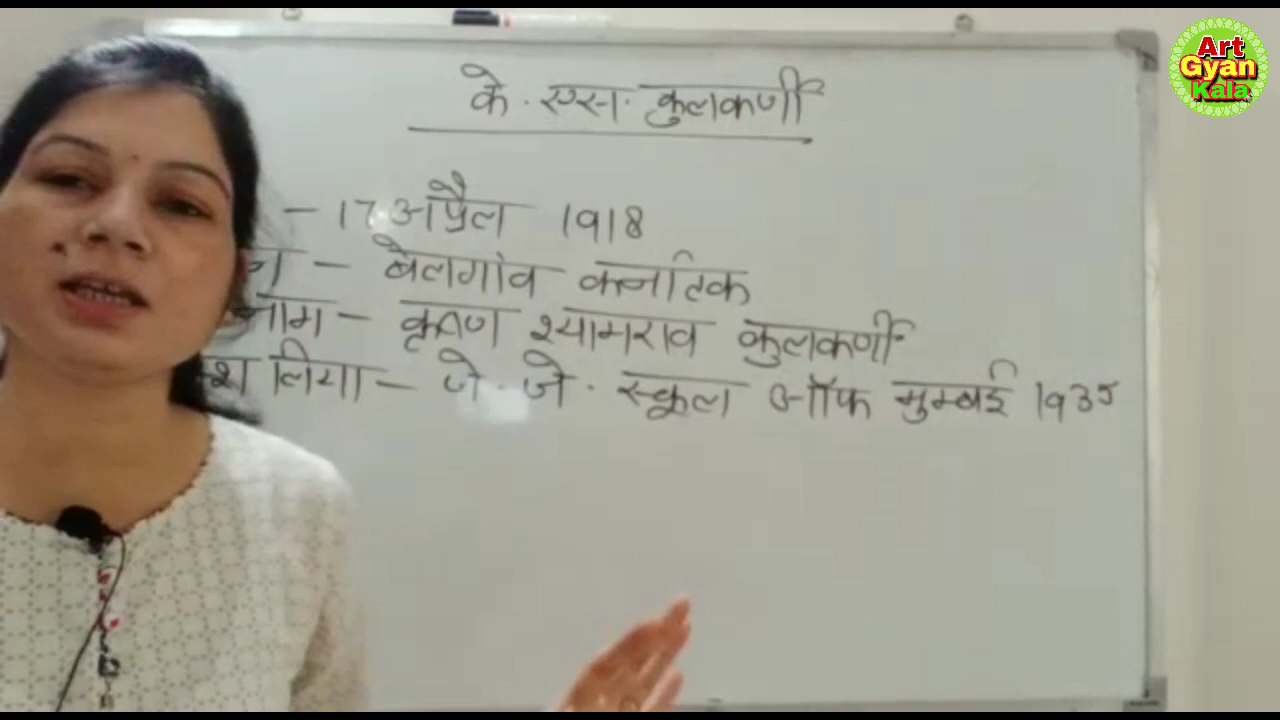 Art
Gyan
Kala
के. एस. कुलकर्णी
- 17 अप्रैल 1918
न - बेलगांव कर्नाटक
नाम - कृष्ण श्यामराव कुलकर्णी
श लिया - जे. जे. स्कूल ऑफ मुम्बई 1935